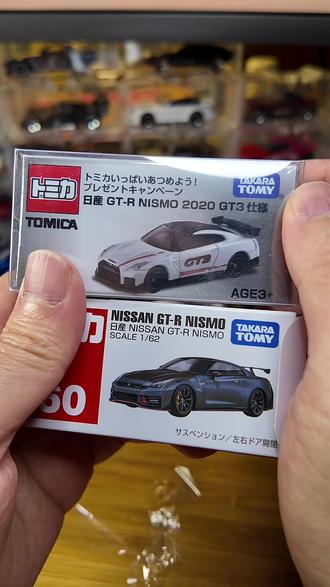 トミカ
TOMICA
トミカいっぱいあつめよう!
プレゼントキャンペーン
日産 GT-R NISMO 2020 GT3 仕様
TAKARA
TOMY
GT3
AGE3+
カ
60
NISSAN GT-R NISMO
日産 NISSAN GT-R NISMO
SCALE 1/62
TAKARA
TOMY
サスペンション/左右ドア開閉